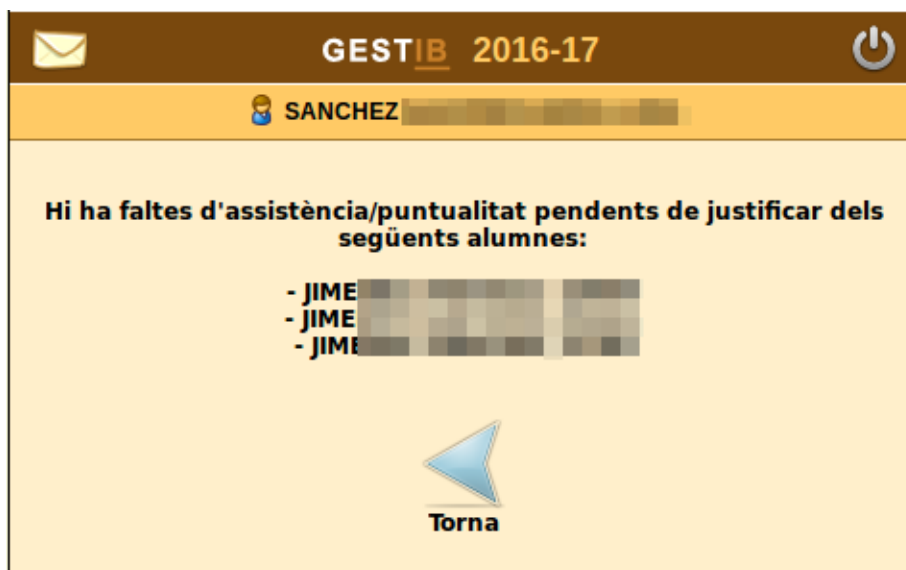 GESTIB 2016-17
SANCHEZ
Hi ha faltes d'assistència/puntualitat pendents de justificar dels
següents alumnes:
- JIME
- JIME
- JIME
Torna